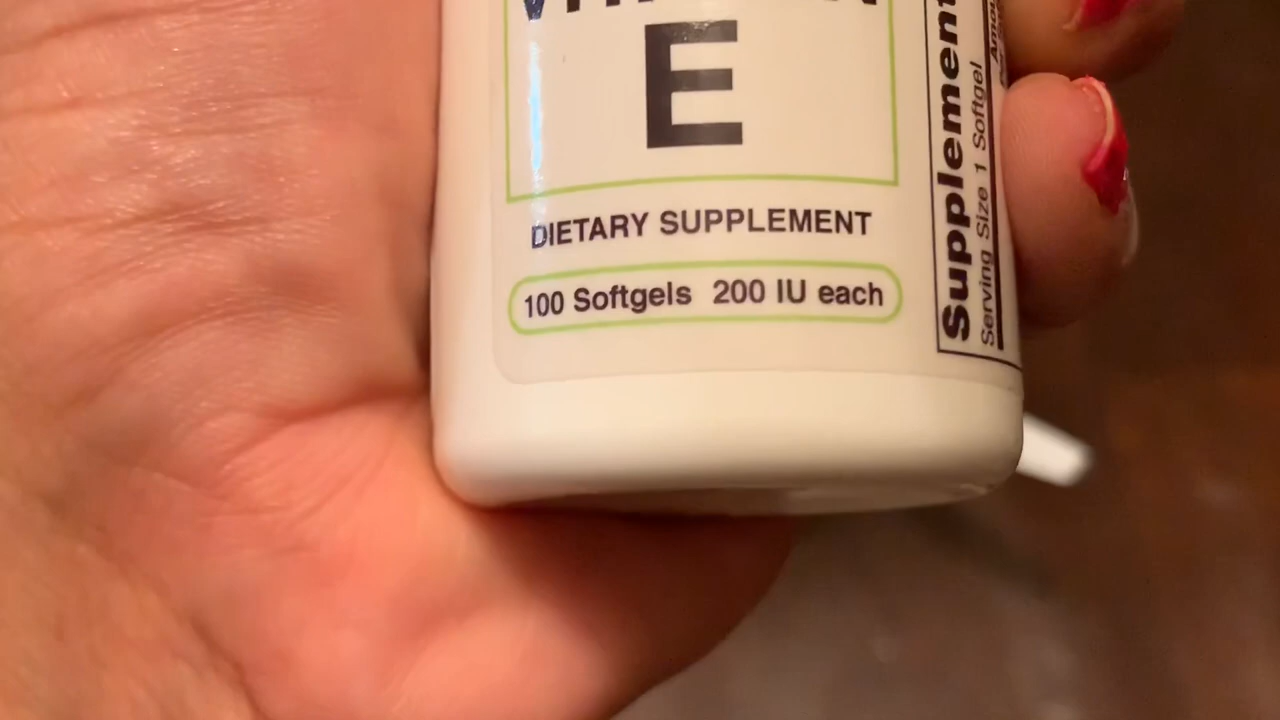 E
DIETARY SUPPLEMENT
100 Softgels 200 IU each
Supplement
Serving Size 1 Softgel